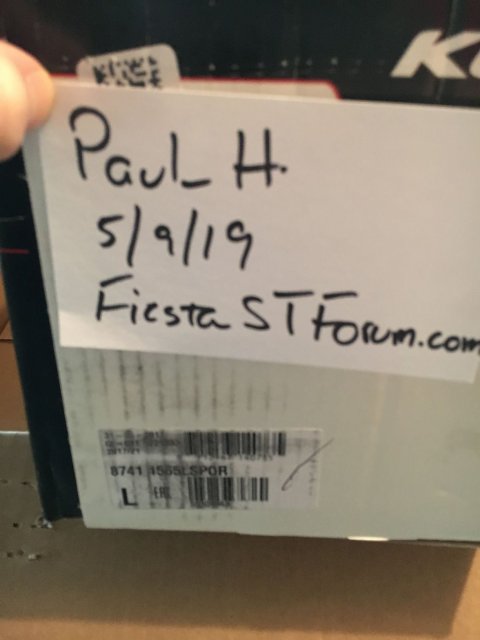 Paul H.
5/9/19
FiestaSTForum.com
L